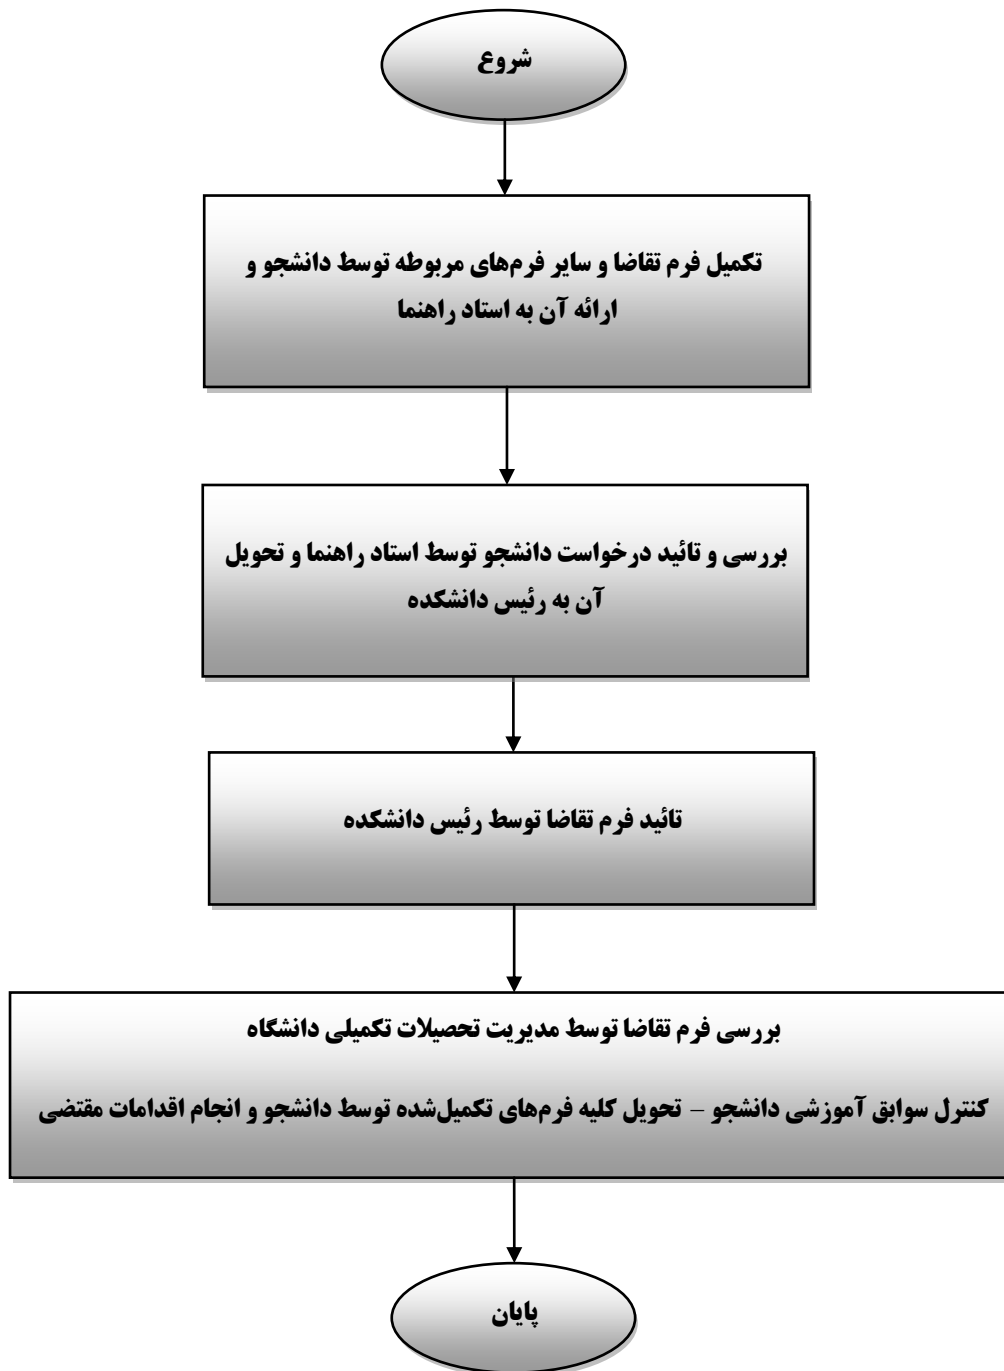 شروع
تکمیل فرم تقاضا و سایر فرم‌های مربوطه توسط دانشجو و
ارائه آن به استاد راهنما
بررسی و تائید درخواست دانشجو توسط استاد راهنما و تحویل
آن به رئیس دانشکده
تائید فرم تقاضا توسط رئیس دانشکده
بررسی فرم تقاضا توسط مدیریت تحصیلات تکمیلی دانشگاه
کنترل سوابق آموزشی دانشجو – تحویل کلیه فرم‌های تکمیل‌شده توسط دانشجو و انجام اقدامات مقتضی
پایان